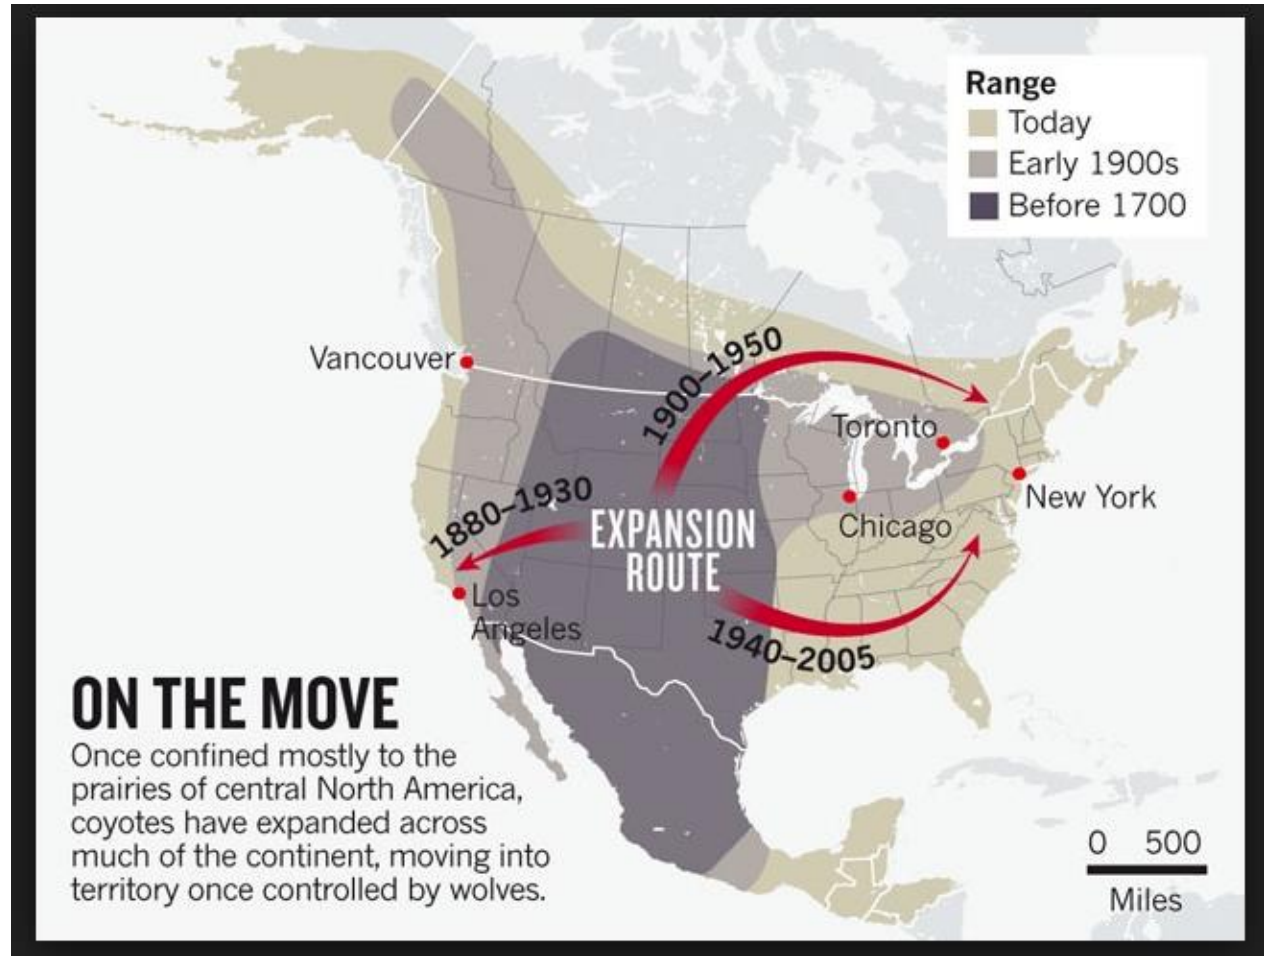 Range
Today
Early 1900s
Before 1700
Vancouver
1900–1950
Toronto
New York
Chicago
1880–1930
EXPANSION
ROUTE
Los
Angeles
1940–2005
ON THE MOVE
Once confined mostly to the
prairies of central North America,
coyotes have expanded across
much of the continent, moving into
territory once controlled by wolves.
0 500
Miles